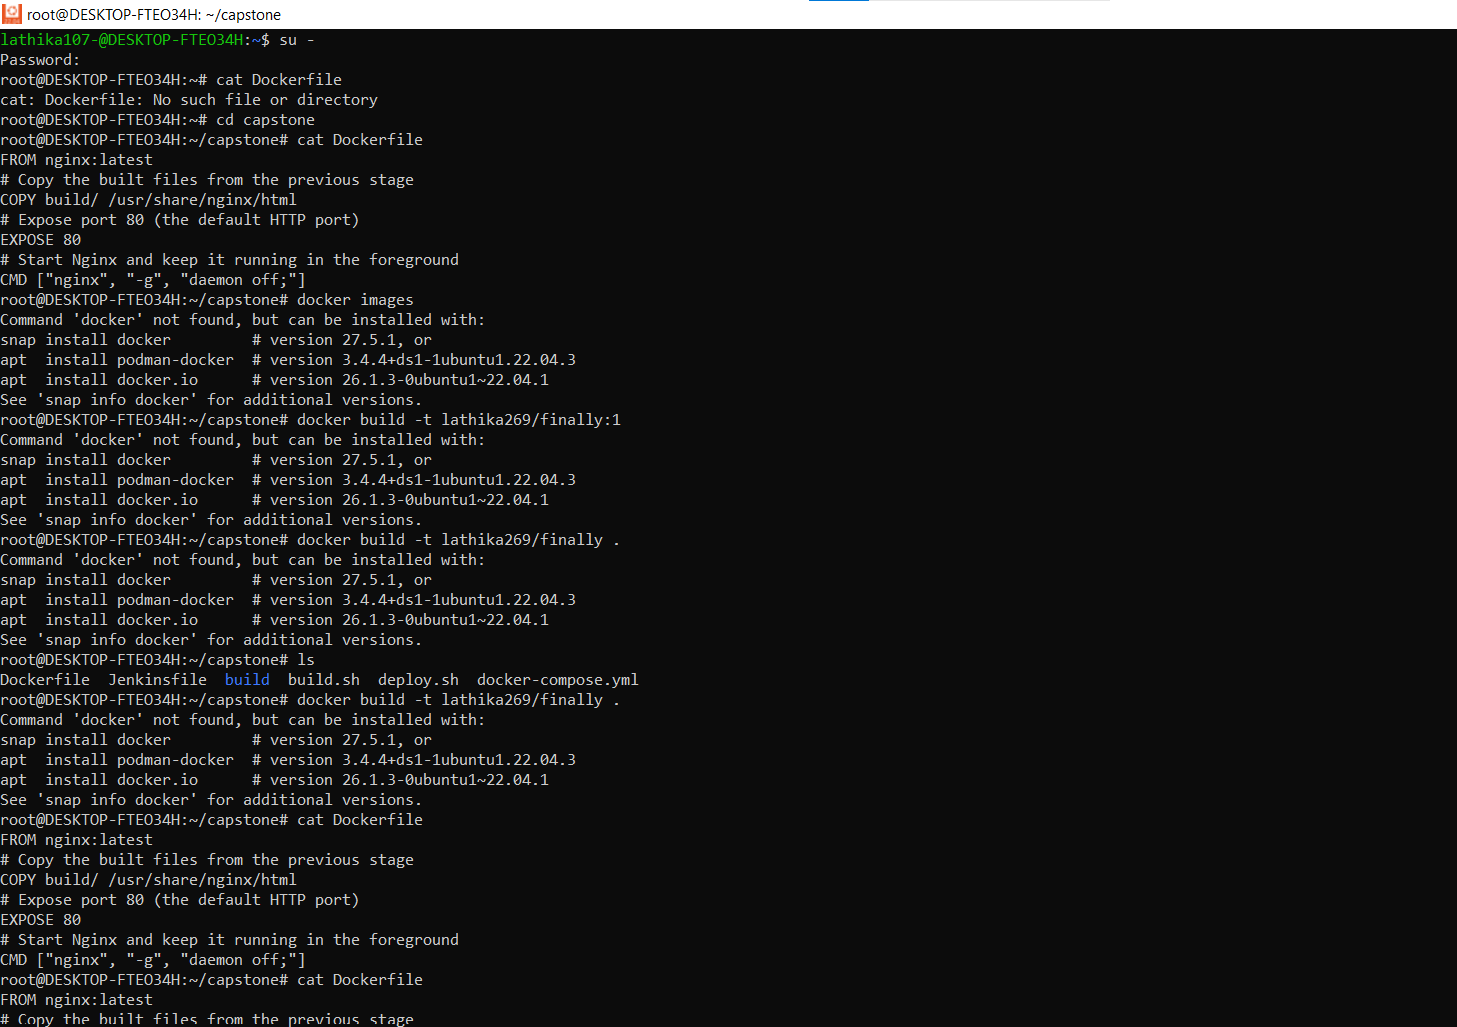 root@DESKTOP-FTEO34H: ~/capstone
lathika107-@DESKTOP-FTEO34H:~$ su -
Password:
root@DESKTOP-FTEO34H:~# cat Dockerfile
cat: Dockerfile: No such file or directory
root@DESKTOP-FTEO34H:~# cd capstone
root@DESKTOP-FTEO34H:~/capstone# cat Dockerfile
FROM nginx:latest
# Copy the built files from the previous stage
COPY build/ /usr/share/nginx/html
# Expose port 80 (the default HTTP port)
EXPOSE 80
# Start Nginx and keep it running in the foreground
CMD ["nginx", "-g", "daemon off;"]
root@DESKTOP-FTEO34H:~/capstone# docker images
Command 'docker' not found, but can be installed with:
snap install docker         # version 27.5.1, or
apt  install podman-docker  # version 3.4.4+ds1-1ubuntu1.22.04.3
apt  install docker.io      # version 26.1.3-0ubuntu1~22.04.1
See 'snap info docker' for additional versions.
root@DESKTOP-FTEO34H:~/capstone# docker build -t lathika269/finally:1
Command 'docker' not found, but can be installed with:
snap install docker         # version 27.5.1, or
apt  install podman-docker  # version 3.4.4+ds1-1ubuntu1.22.04.3
apt  install docker.io      # version 26.1.3-0ubuntu1~22.04.1
See 'snap info docker' for additional versions.
root@DESKTOP-FTEO34H:~/capstone# docker build -t lathika269/finally .
Command 'docker' not found, but can be installed with:
snap install docker         # version 27.5.1, or
apt  install podman-docker  # version 3.4.4+ds1-1ubuntu1.22.04.3
apt  install docker.io      # version 26.1.3-0ubuntu1~22.04.1
See 'snap info docker' for additional versions.
root@DESKTOP-FTEO34H:~/capstone# ls
Dockerfile  Jenkinsfile  build  build.sh  deploy.sh  docker-compose.yml
root@DESKTOP-FTEO34H:~/capstone# docker build -t lathika269/finally .
Command 'docker' not found, but can be installed with:
snap install docker         # version 27.5.1, or
apt  install podman-docker  # version 3.4.4+ds1-1ubuntu1.22.04.3
apt  install docker.io      # version 26.1.3-0ubuntu1~22.04.1
See 'snap info docker' for additional versions.
root@DESKTOP-FTEO34H:~/capstone# cat Dockerfile
FROM nginx:latest
# Copy the built files from the previous stage
COPY build/ /usr/share/nginx/html
# Expose port 80 (the default HTTP port)
EXPOSE 80
# Start Nginx and keep it running in the foreground
CMD ["nginx", "-g", "daemon off;"]
root@DESKTOP-FTEO34H:~/capstone# cat Dockerfile
FROM nginx:latest
# Copy the built files from the previous stage